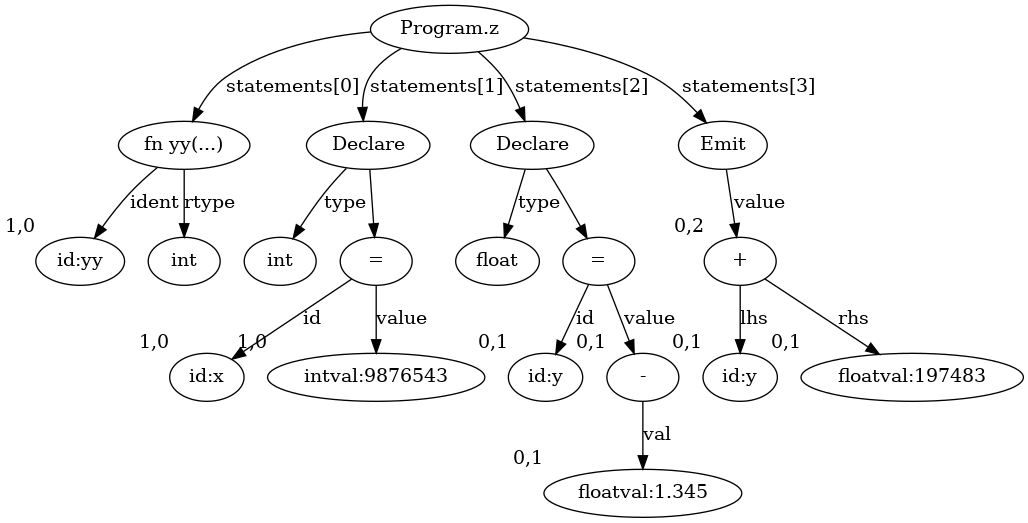 Program.z
statements[0] statements[1] statements[2] statements[3]
fn yy(...) Declare Declare Emit
ident rtype type type value
1,0 0,2
id:yy int int = float = +
id value id value lhs rhs
1,0 1,0 0,1 0,1 0,1 0,1
id:x intval:9876543 id:y - id:y floatval:197483
val
0,1
floatval:1.345